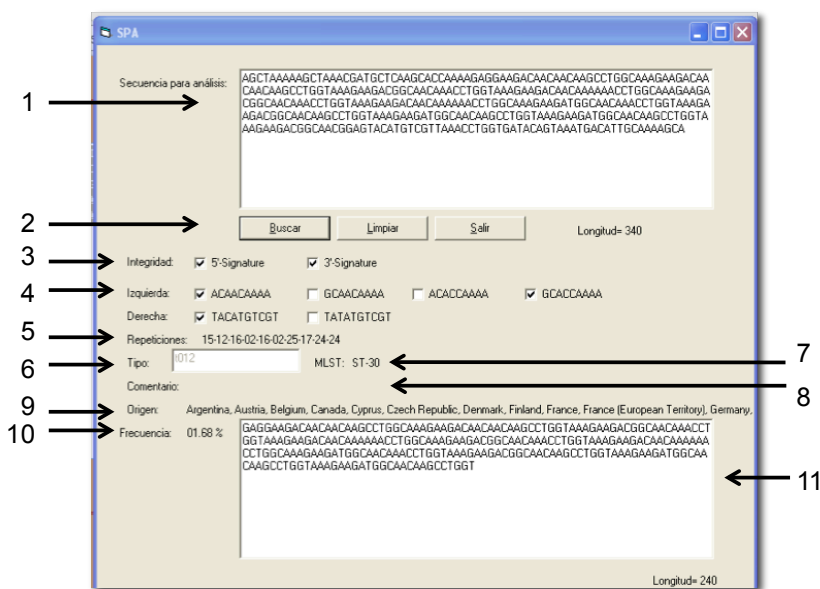 SPA
Secuencia para análisis:
AGCTAAAAAGCTAAACGATGCTCAAGCACCAAAAGAGGAAGACAACAACAAGCCTGGCAAAGAAGACAA
CAACAAGCCTGGTAAAGAAGACGGCAACAAACCTGGTAAAGAAGACAACAAAAAACCTGGCAAAGAAGA
CGGCAACAAACCTGGTAAAGAAGACAACAAAAAACCTGGCAAAGAAGATGGCAACAAACCTGGTAAAGA
AGACGGCAACAAGCCTGGTAAAGAAGATGGCAACAAGCCTGGTAAAGAAGATGGCAACAAGCCTGGTA
AAGAAGACGGCAACGGAGTACATGTCGTTAAACCTGGTGATACAGTAAATGACATTGCAAAAGCA
1
2
Buscar Limpiar Salir Longitud= 340
3 Integridad: 5'-Signature 3'-Signature
4 Izquierda: ACAACAAAA GCAACAAAA ACACCAAAA GCACCAAAA
Derecha: TACATGTCGT TATATGTCGT
5 Repeticiones: 15-12-16-02-16-02-25-17-24-24
6 Tipo: t012 MLST: ST-30 7
Comentario: 8
9 Origen: Argentina, Austria, Belgium, Canada, Cyprus, Czech Republic, Denmark, Finland, France, France (European Territory), Germany,
10 Frecuencia: 01.68 %
GAGGAAGACAACAACAAGCCTGGCAAAGAAGACAACAACAAGCCTGGTAAAGAAGACGGCAACAAACCT
GGTAAAGAAGACAACAAAAAACCTGGCAAAGAAGACGGCAACAAACCTGGTAAAGAAGACAACAAAAAA
CCTGGCAAAGAAGATGGCAACAAACCTGGTAAAGAAGACGGCAACAAGCCTGGTAAAGAAGATGGCAA
CAAGCCTGGTAAAGAAGATGGCAACAAGCCTGGT
11
Longitud= 240